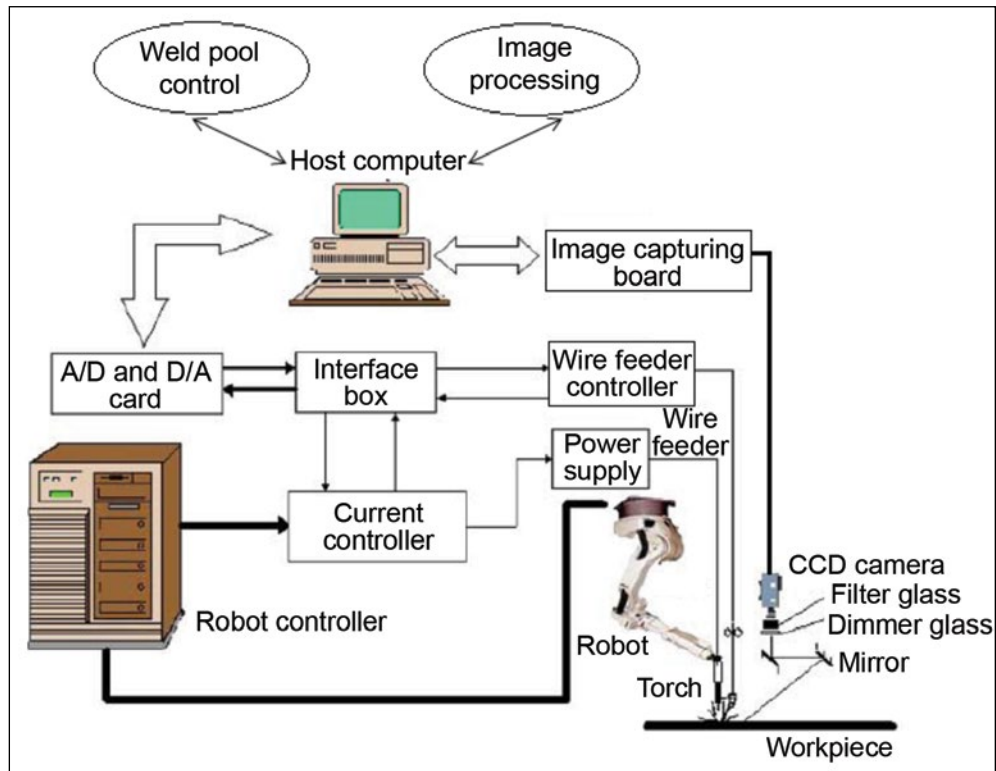 Weld pool
control
Image
processing
Host computer
Image capturing
board
A/D and D/A
card
Interface
box
Wire feeder
controller
Wire
feeder
Power
supply
Current
controller
Robot controller
CCD camera
Filter glass
Dimmer glass
Mirror
Robot
Torch
Workpiece